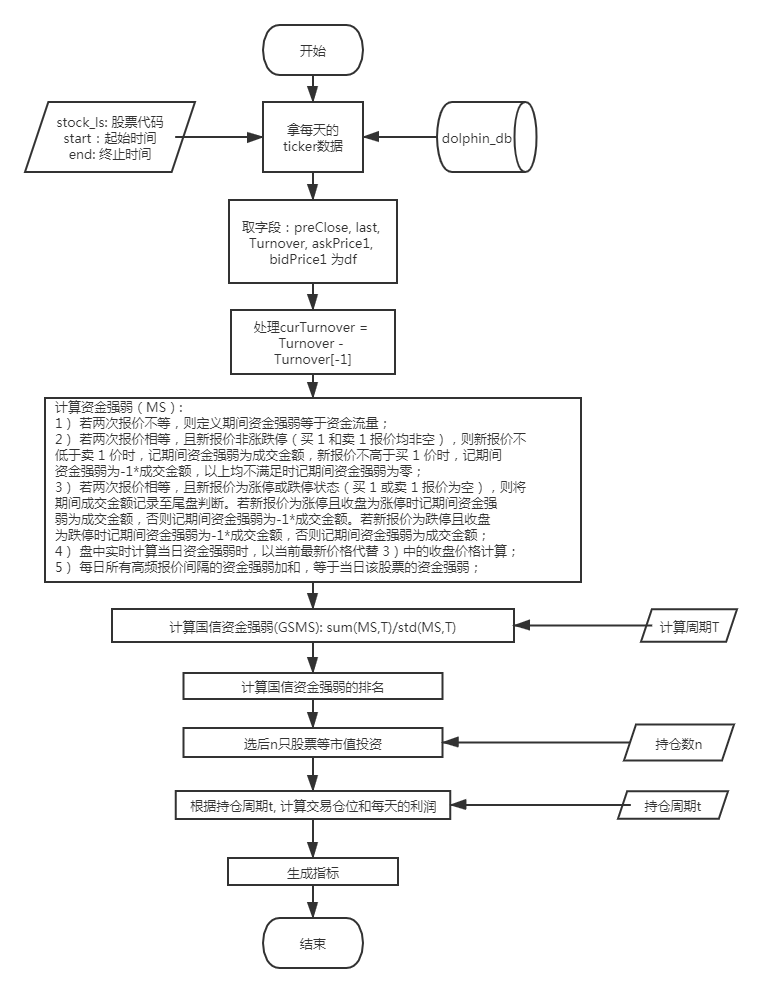 开始
stock_ls: 股票代码
start：起始时间
end: 终止时间
拿每天的
ticker数据
dolphin_db
取字段：preClose, last,
Turnover, askPrice1,
bidPrice1 为df
处理curTurnover =
Turnover -
Turnover[-1]
计算资金强弱（MS）:
1） 若两次报价不等，则定义期间资金强弱等于资金流量；
2） 若两次报价相等，且新报价非涨跌停（买 1 和卖 1 报价均非空），则新报价不
低于卖 1 价时，记期间资金强弱为成交金额，新报价不高于买 1 价时，记期间
资金强弱为-1*成交金额，以上均不满足时记期间资金强弱为零；
3） 若两次报价相等，且新报价为涨停或跌停状态（买 1 或卖 1 报价为空），则将
期间成交金额记录至尾盘判断。若新报价为涨停且收盘为涨停时记期间资金强
弱为成交金额，否则记期间资金强弱为-1*成交金额。若新报价为跌停且收盘
为跌停时记期间资金强弱为-1*成交金额，否则记期间资金强弱为成交金额；
4） 盘中实时计算当日资金强弱时，以当前最新价格代替 3）中的收盘价格计算；
5） 每日所有高频报价间隔的资金强弱加和，等于当日该股票的资金强弱；
计算国信资金强弱(GSMS): sum(MS,T)/std(MS,T)
计算周期T
计算国信资金强弱的排名
选后n只股票等市值投资
持仓数n
根据持仓周期t, 计算交易仓位和每天的利润
持仓周期t
生成指标
结束